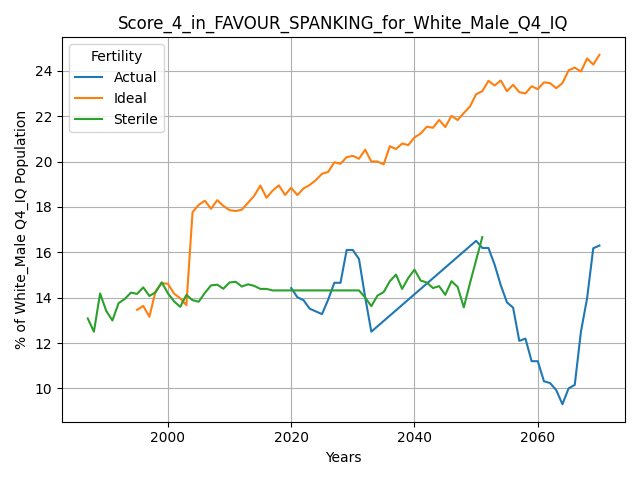 Score_4_in_FAVOUR_SPANKING_for_White_Male_Q4_IQ
Fertility
Actual
Ideal
Sterile
% of White_Male Q4_IQ Population
24
22
20
18
16
14
12
10
2000 2020 2040 2060
Years